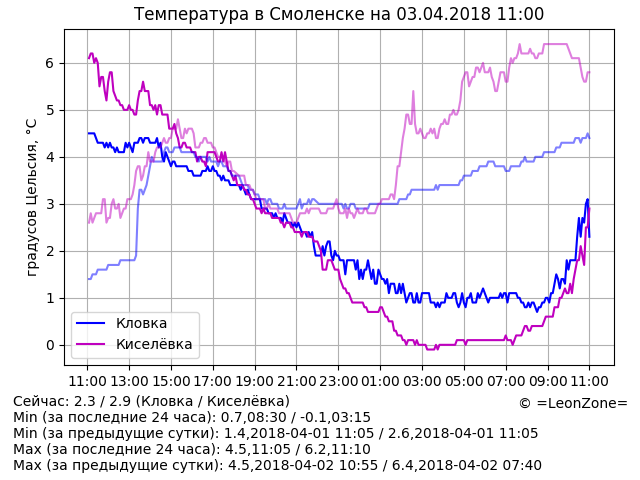 Температура в Смоленске на 03.04.2018 11:00
градусов Цельсия, °C
6
5
4
3
2
1
0
Кловка
Киселёвка
11:00 13:00 15:00 17:00 19:00 21:00 23:00 01:00 03:00 05:00 07:00 09:00 11:00
Сейчас: 2.3 / 2.9 (Кловка / Киселёвка)
© =LeonZone=
Min (за последние 24 часа): 0.7,08:30 / -0.1,03:15
Min (за предыдущие сутки): 1.4,2018-04-01 11:05 / 2.6,2018-04-01 11:05
Max (за последние 24 часа): 4.5,11:05 / 6.2,11:10
Max (за предыдущие сутки): 4.5,2018-04-02 10:55 / 6.4,2018-04-02 07:40